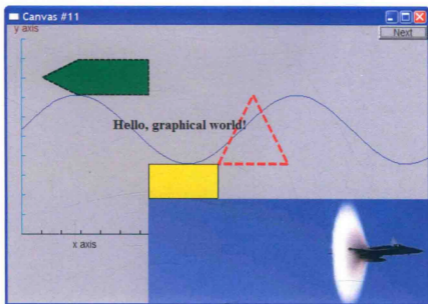 Canvas #11
y axis
Next
Hello, graphical world!
x axis